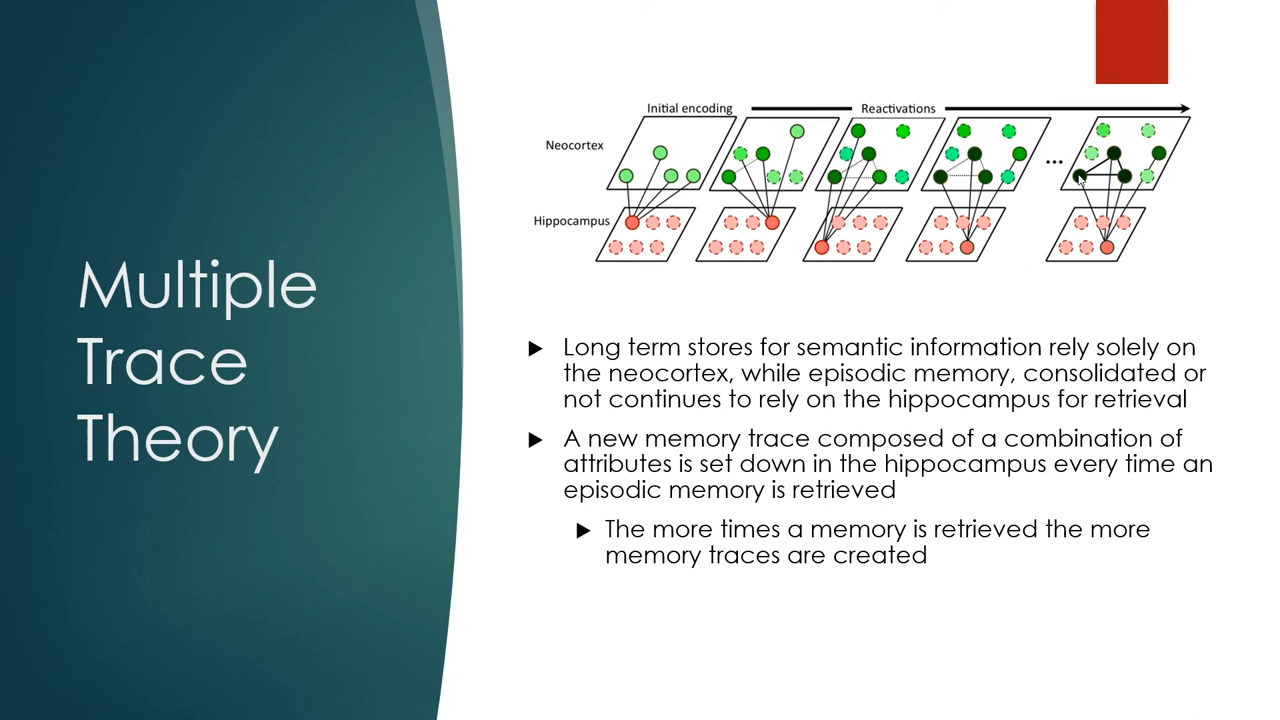 Multiple
Trace
Theory
Initial encoding
Reactivations
Neocortex
...
Hippocampus
Long term stores for semantic information rely solely on
the neocortex, while episodic memory, consolidated or
not continues to rely on the hippocampus for retrieval
A new memory trace composed of a combination of
attributes is set down in the hippocampus every time an
episodic memory is retrieved
The more times a memory is retrieved the more
memory traces are created